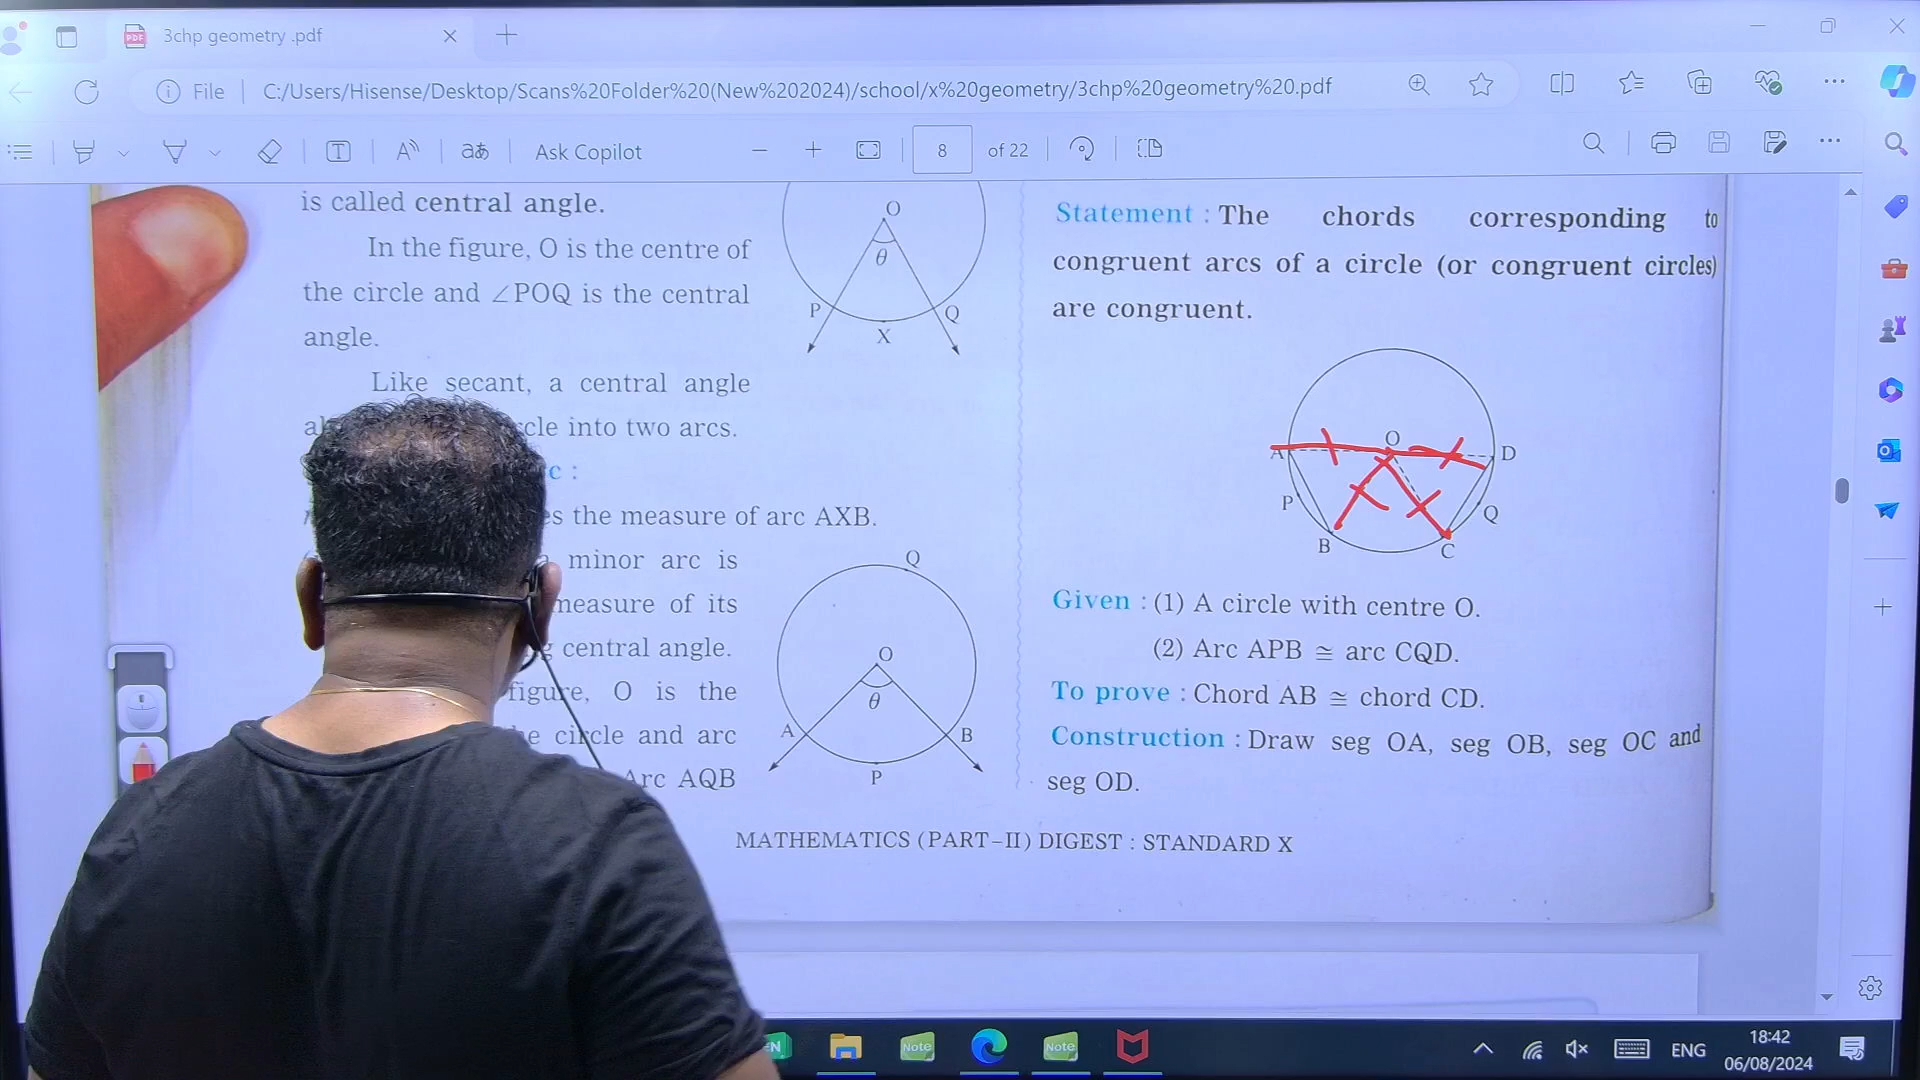 3chp geometry .pdf
File
C:/Users/Hisense/Desktop/Scans%20Folder%20(New%202024)/school/x%20geometry/3chp%20geometry%20.pdf
T
A
aあ
Ask Copilot
8 of 22
is called central angle.
In the figure, O is the centre of
the circle and ∠POQ is the central
angle.
Like secant, a central angle
into two arcs.
the measure of arc AXB.
minor arc is
measure of its
central angle.
figure, O is the
circle and arc
Arc AQB
O
θ
P
Q
X
Q
O
θ
A
B
P
Statement : The chords corresponding to
congruent arcs of a circle (or congruent circles)
are congruent.
O
A
D
P
Q
B
C
Given : (1) A circle with centre O.
(2) Arc APB ≅ arc CQD.
To prove : Chord AB ≅ chord CD.
Construction : Draw seg OA, seg OB, seg OC and
seg OD.
MATHEMATICS (PART-II) DIGEST : STANDARD X
N
Note
Note
ENG
18:42
06/08/2024